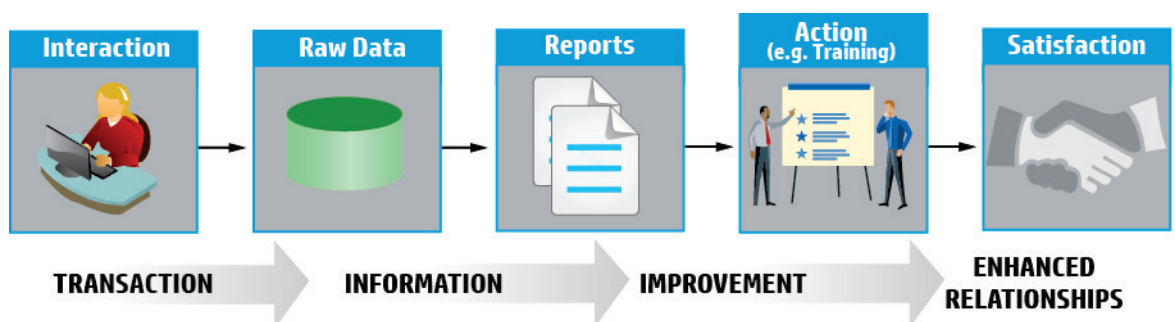 Interaction
Raw Data
Reports
Action
(e.g. Training)
Satisfaction
TRANSACTION
INFORMATION
IMPROVEMENT
ENHANCED
RELATIONSHIPS